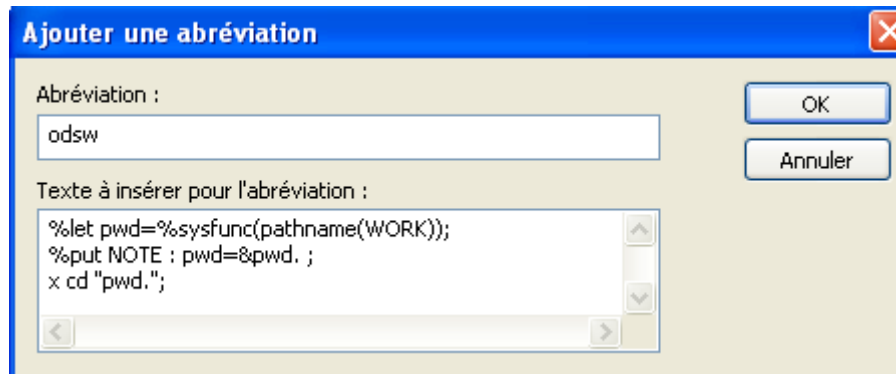 Ajouter une abréviation
Abréviation :
odsw
OK
Annuler
Texte à insérer pour l'abréviation :
%let pwd=%sysfunc(pathname(WORK));
%put NOTE : pwd=&pwd. ;
x cd "pwd.";